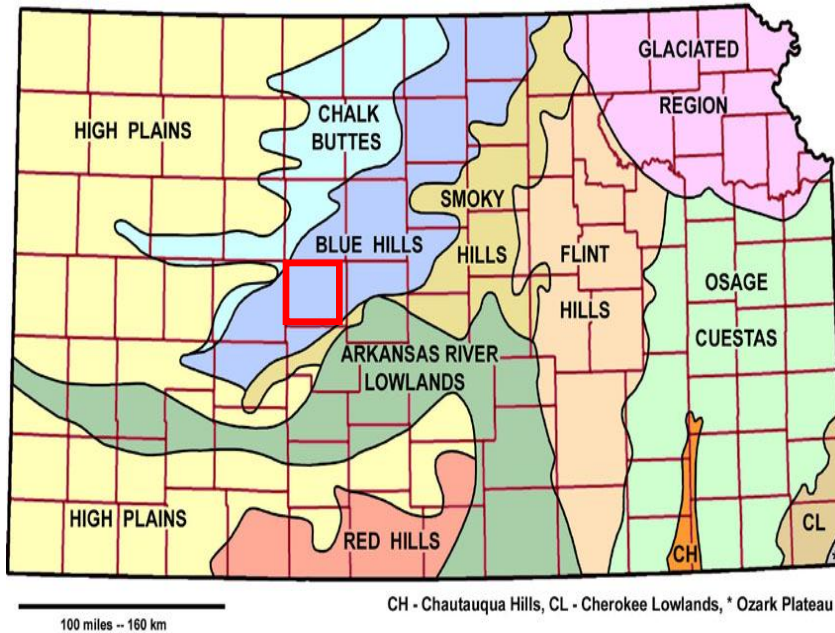 GLACIATED
REGION
HIGH PLAINS
CHALK
BUTTES
SMOKY
HILLS
BLUE HILLS
FLINT
HILLS
OSAGE
CUESTAS
ARKANSAS RIVER
LOWLANDS
HIGH PLAINS
RED HILLS
CH
CL
*
CH - Chautauqua Hills, CL - Cherokee Lowlands, * Ozark Plateau
100 miles -- 160 km